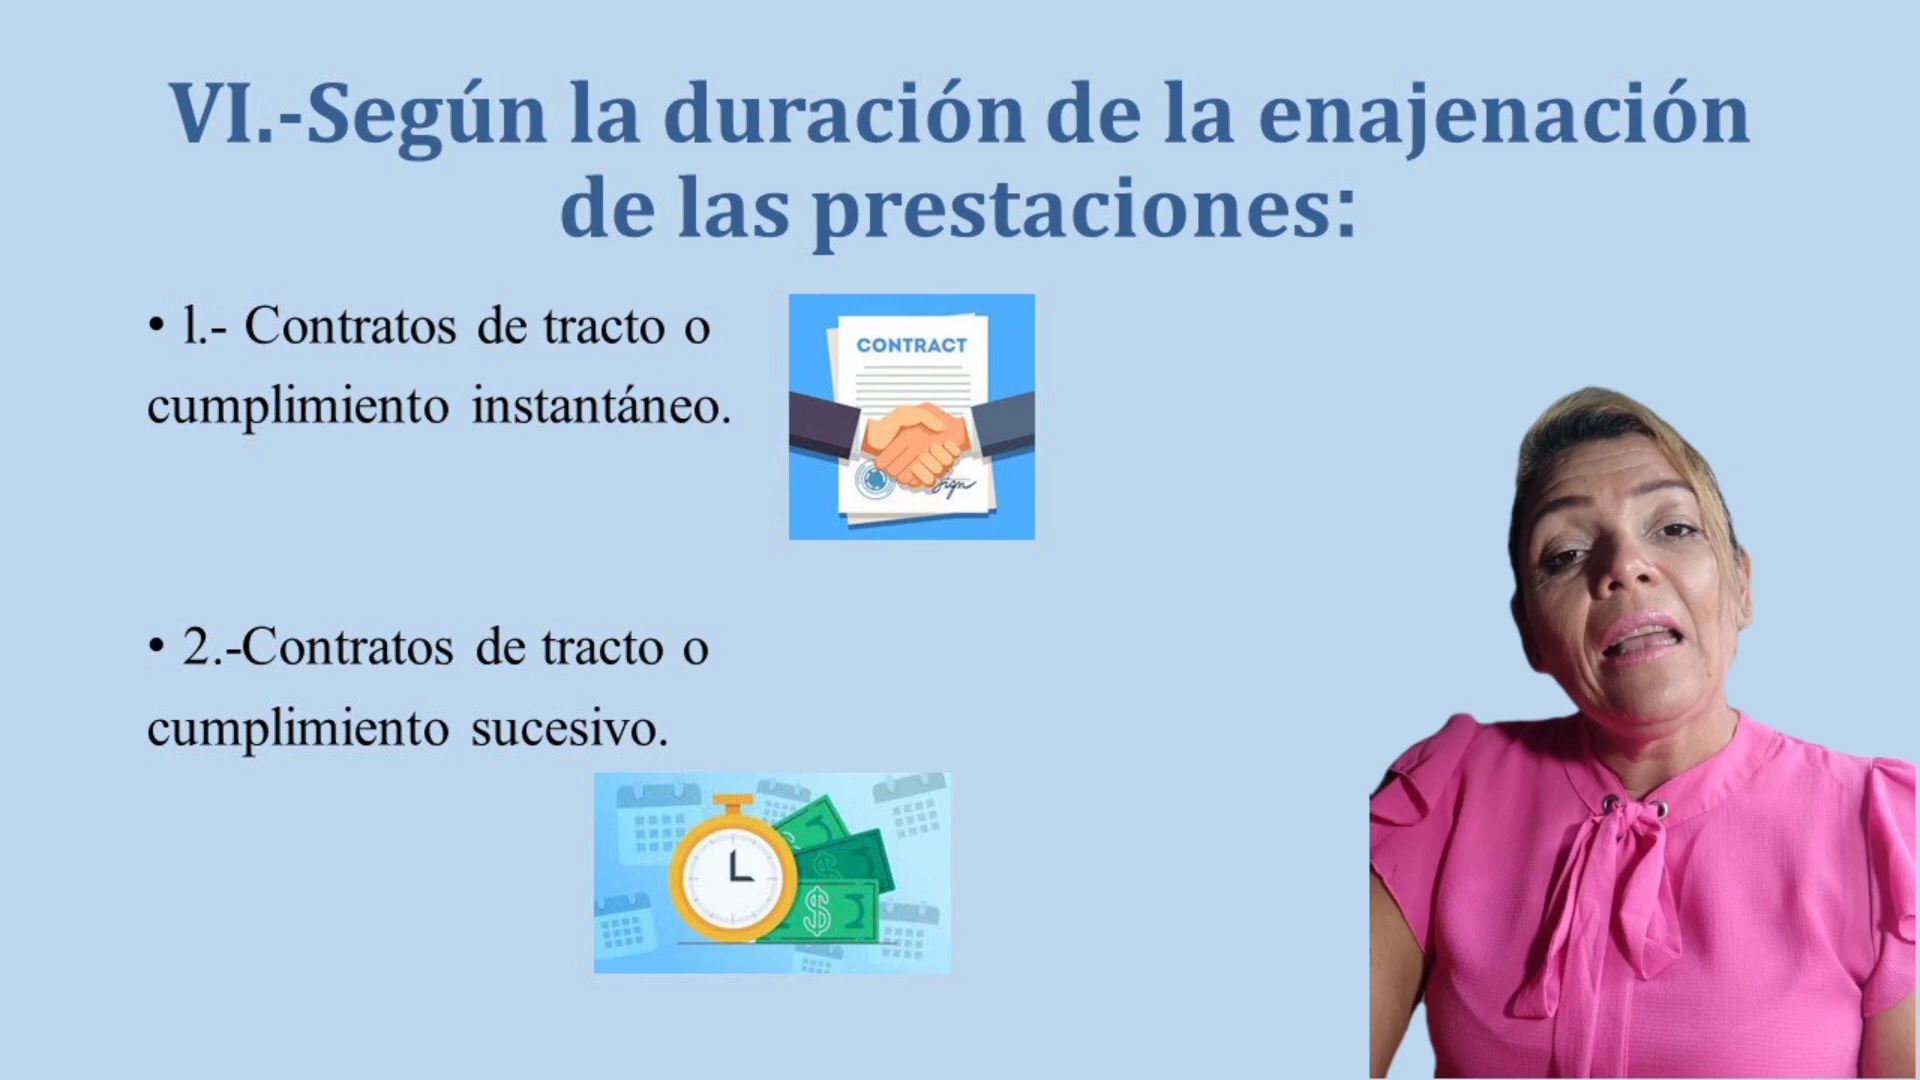 VI.-Según la duración de la enajenación
de las prestaciones:
• l.- Contratos de tracto o
cumplimiento instantáneo.
CONTRACT
Sign
• 2.-Contratos de tracto o
cumplimiento sucesivo.
$
$
$